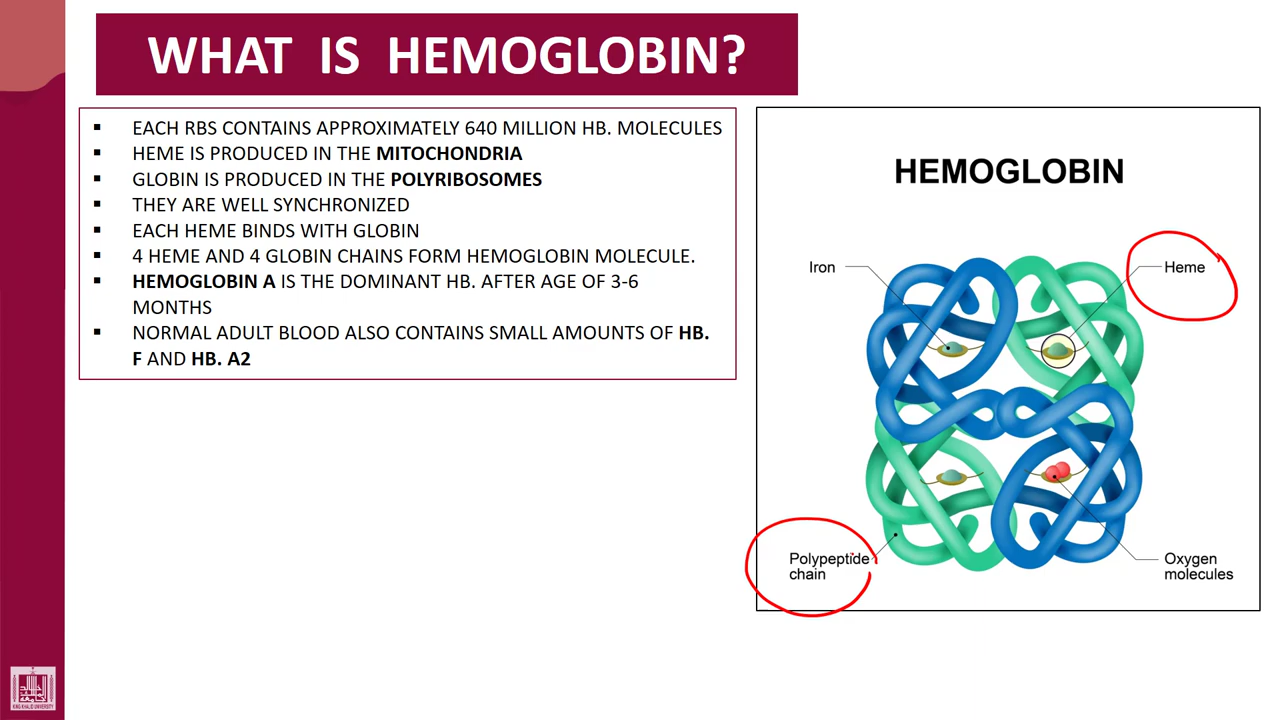 WHAT IS HEMOGLOBIN?
▪ EACH RBS CONTAINS APPROXIMATELY 640 MILLION HB. MOLECULES
▪ HEME IS PRODUCED IN THE MITOCHONDRIA
▪ GLOBIN IS PRODUCED IN THE POLYRIBOSOMES
▪ THEY ARE WELL SYNCHRONIZED
▪ EACH HEME BINDS WITH GLOBIN
▪ 4 HEME AND 4 GLOBIN CHAINS FORM HEMOGLOBIN MOLECULE.
▪ HEMOGLOBIN A IS THE DOMINANT HB. AFTER AGE OF 3-6
MONTHS
▪ NORMAL ADULT BLOOD ALSO CONTAINS SMALL AMOUNTS OF HB.
F AND HB. A2
HEMOGLOBIN
Iron
Heme
Polypeptide
chain
Oxygen
molecules
KING KHALID UNIVERSITY